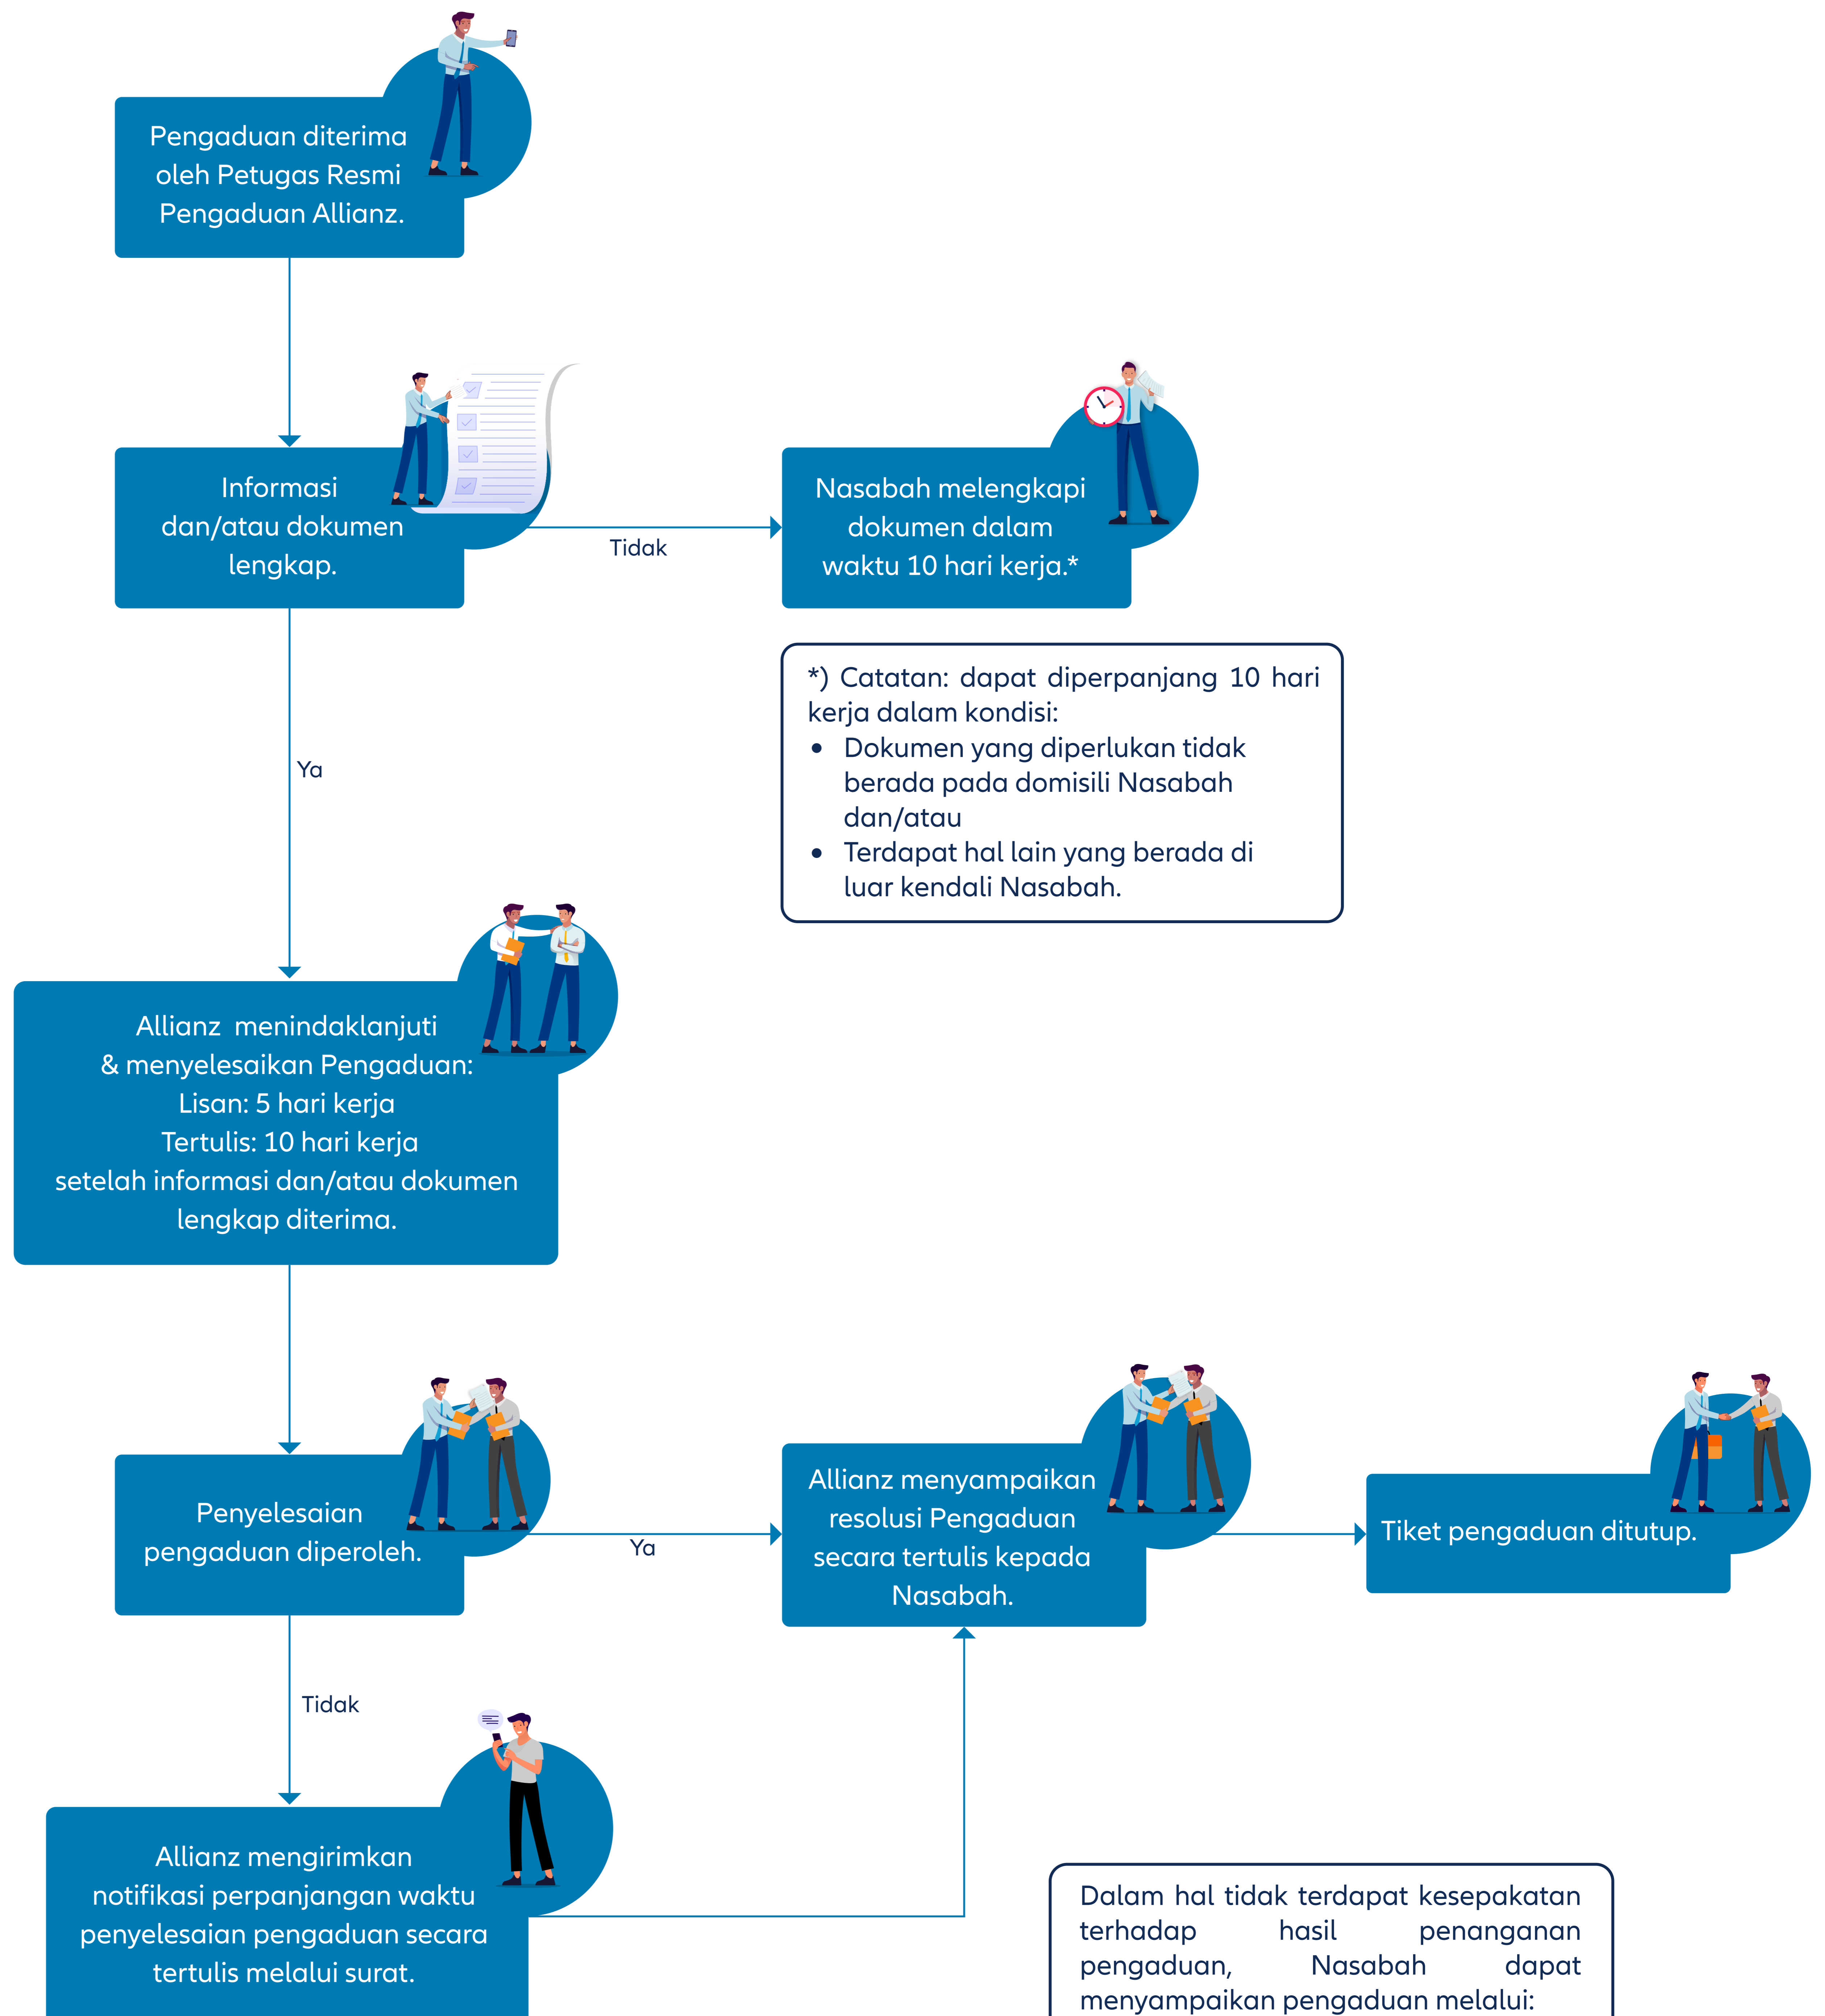 Pengaduan diterima
oleh Petugas Resmi
Pengaduan Allianz.
Informasi
dan/atau dokumen
lengkap.
Tidak
Nasabah melengkapi
dokumen dalam
waktu 10 hari kerja.*
*) Catatan: dapat diperpanjang 10 hari
kerja dalam kondisi:
• Dokumen yang diperlukan tidak
berada pada domisili Nasabah
dan/atau
• Terdapat hal lain yang berada di
luar kendali Nasabah.
Ya
Allianz menindaklanjuti
& menyelesaikan Pengaduan:
Lisan: 5 hari kerja
Tertulis: 10 hari kerja
setelah informasi dan/atau dokumen
lengkap diterima.
Penyelesaian
pengaduan diperoleh.
Ya
Allianz menyampaikan
resolusi Pengaduan
secara tertulis kepada
Nasabah.
Tiket pengaduan ditutup.
Tidak
Allianz mengirimkan
notifikasi perpanjangan waktu
penyelesaian pengaduan secara
tertulis melalui surat.
Dalam hal tidak terdapat kesepakatan
terhadap hasil penanganan
pengaduan, Nasabah dapat
menyampaikan pengaduan melalui: